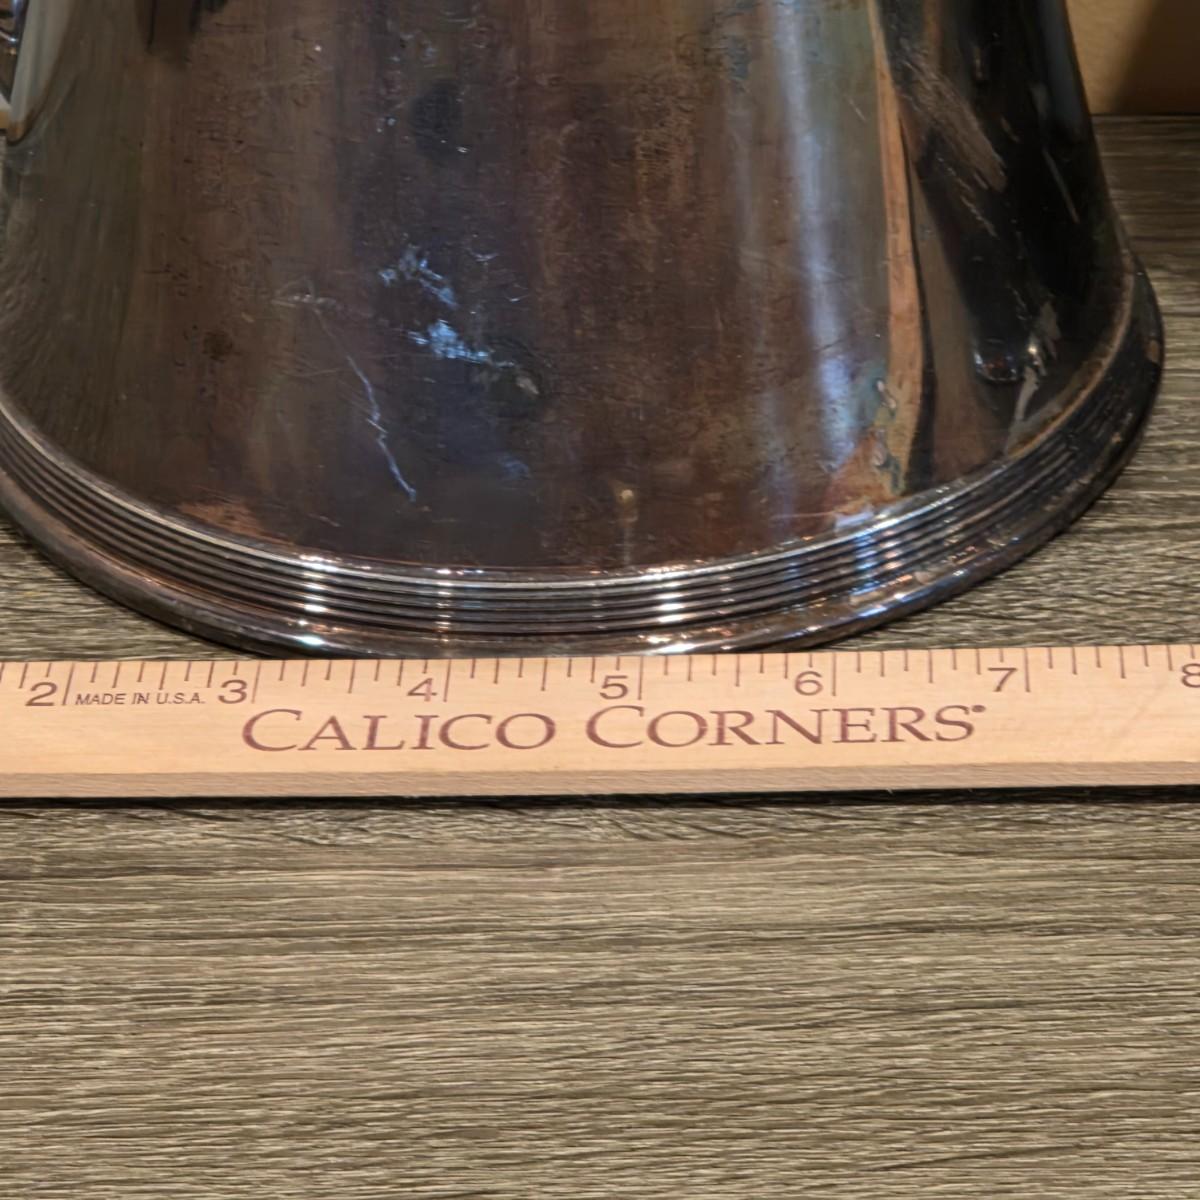 2 MADE IN U.S.A. 3 4 5 6 7 8
CALICO CORNERS